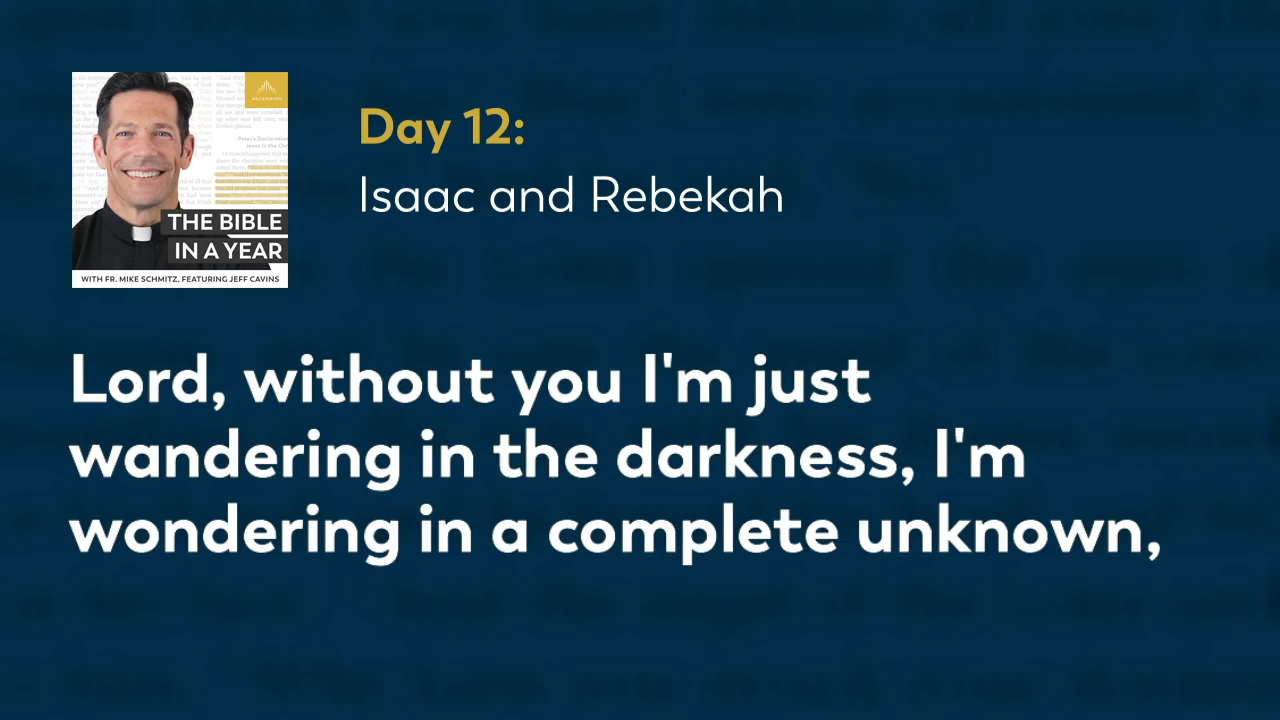 Day 12:
Isaac and Rebekah
THE BIBLE
IN A YEAR
WITH FR. MIKE SCHMITZ, FEATURING JEFF CAVINS
Lord, without you I'm just
wandering in the darkness, I'm
wondering in a complete unknown,